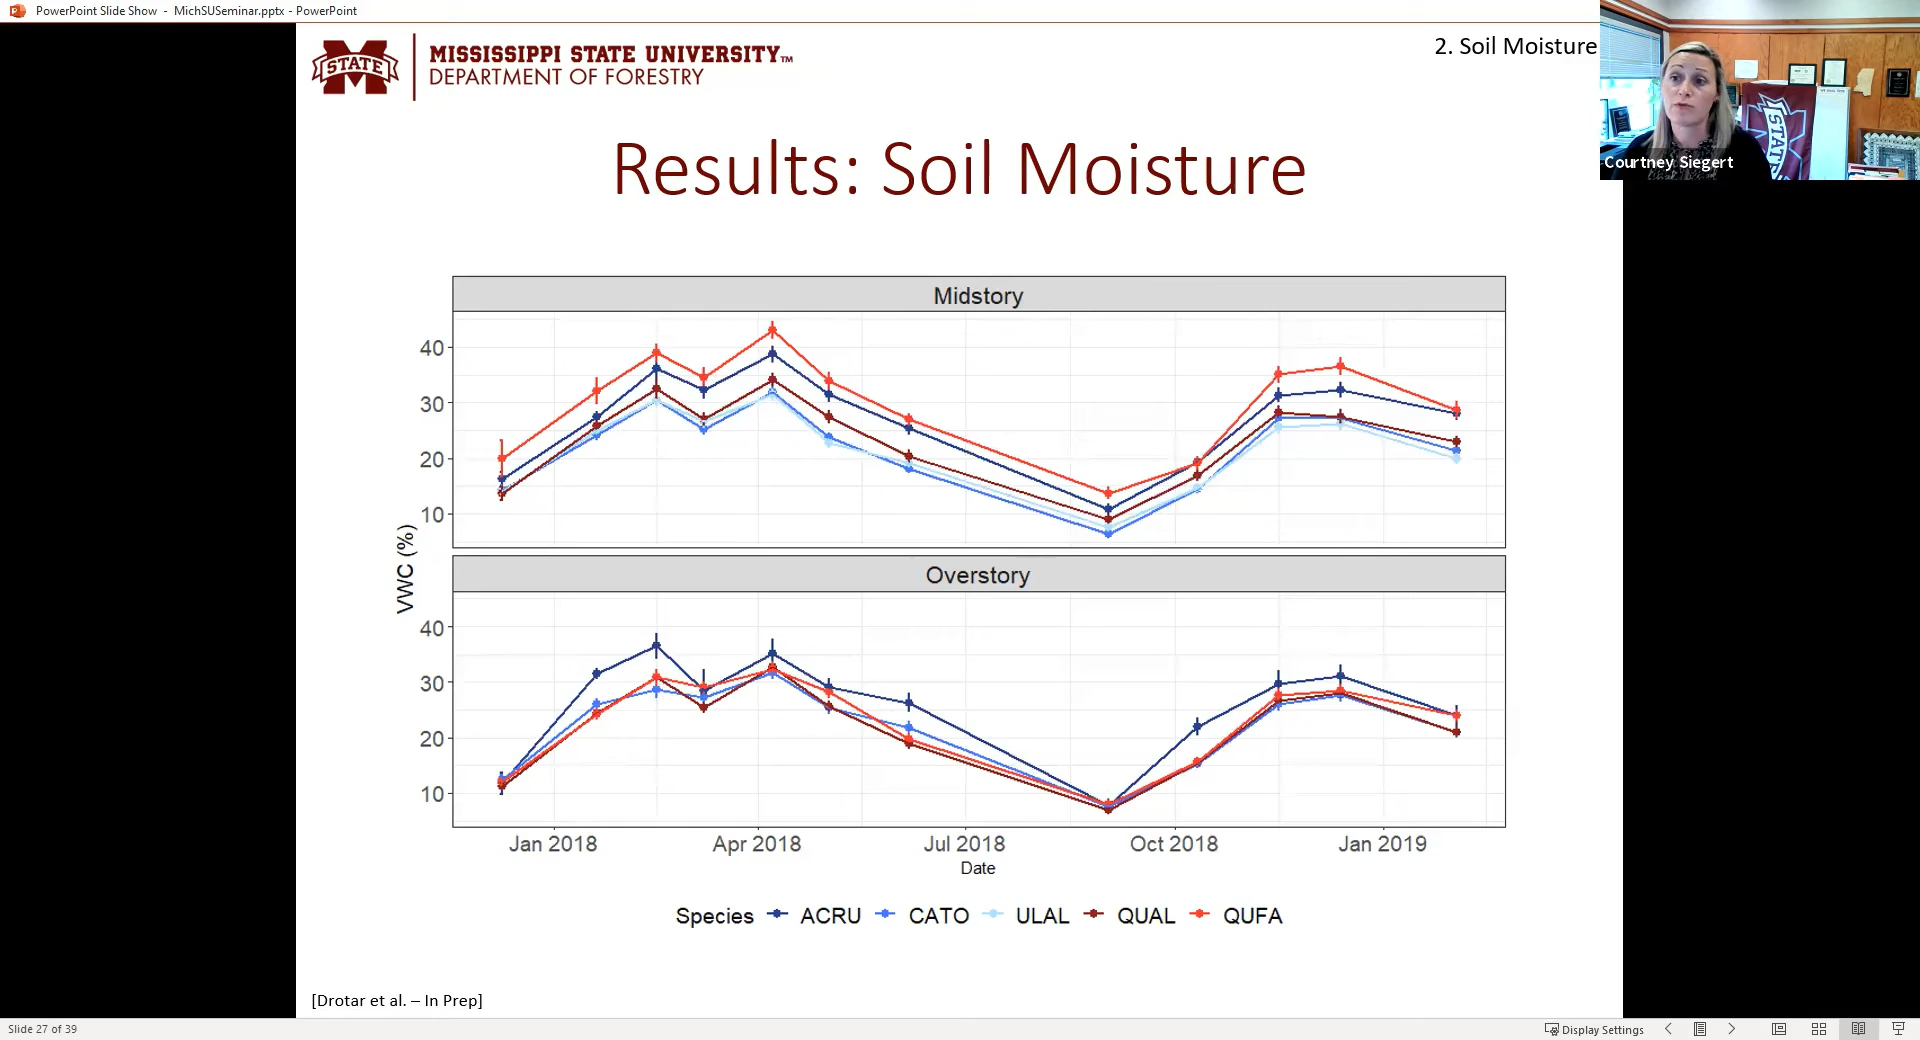 PowerPoint Slide Show - MichSUSeminar.pptx - PowerPoint
STATE
MISSISSIPPI STATE UNIVERSITY™
DEPARTMENT OF FORESTRY
2. Soil Moisture
STATE
Courtney Siegert
Results: Soil Moisture
Midstory
40
30
20
10
VWC (%)
Overstory
40
30
20
10
Jan 2018 Apr 2018 Jul 2018 Oct 2018 Jan 2019
Date
Species ACRU CATO ULAL QUAL QUFA
[Drotar et al. – In Prep]
Slide 27 of 39
Display Settings